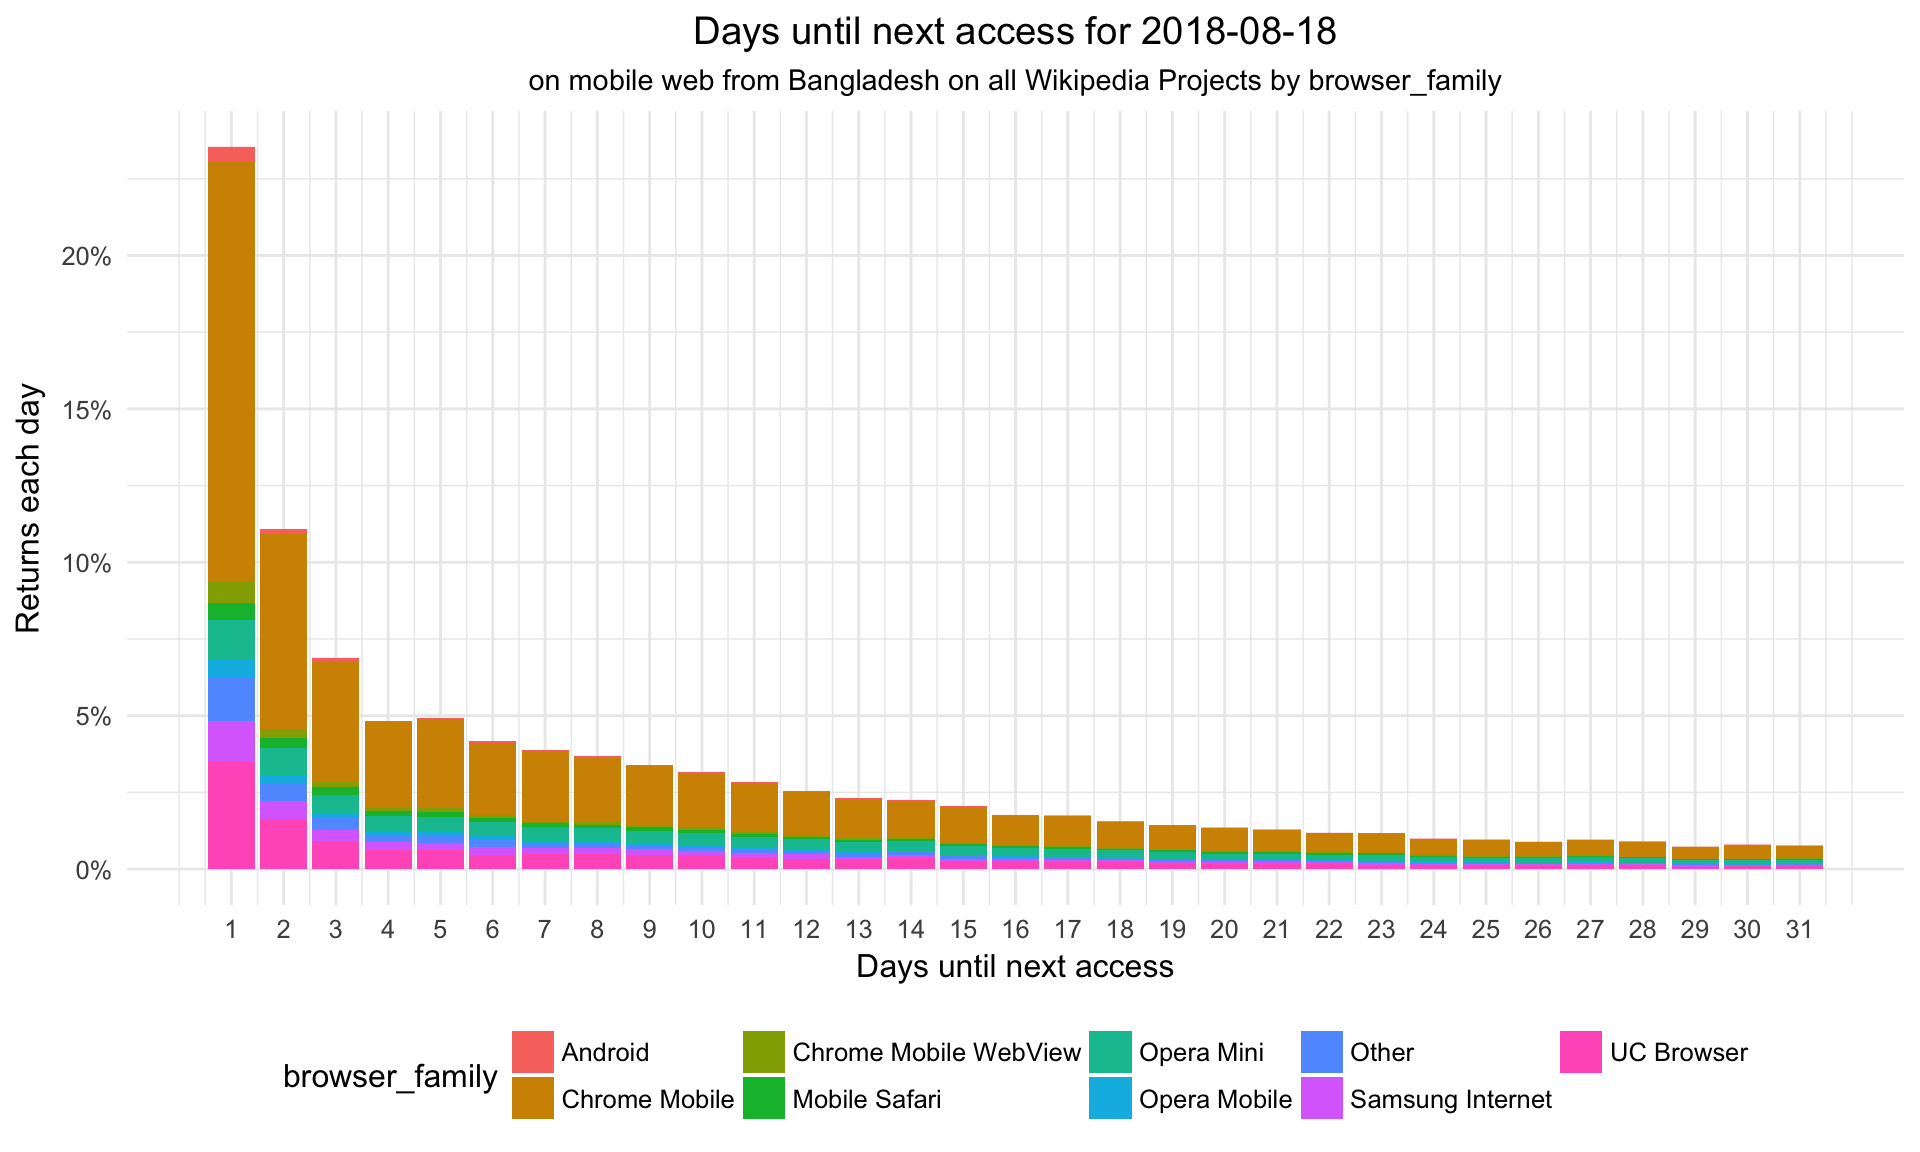 Days until next access for 2018-08-18
on mobile web from Bangladesh on all Wikipedia Projects by browser_family
Returns each day
20%
15%
10%
5%
0%
1 2 3 4 5 6 7 8 9 10 11 12 13 14 15 16 17 18 19 20 21 22 23 24 25 26 27 28 29 30 31
Days until next access
browser_family
Android Chrome Mobile WebView Opera Mini Other UC Browser
Chrome Mobile Mobile Safari Opera Mobile Samsung Internet